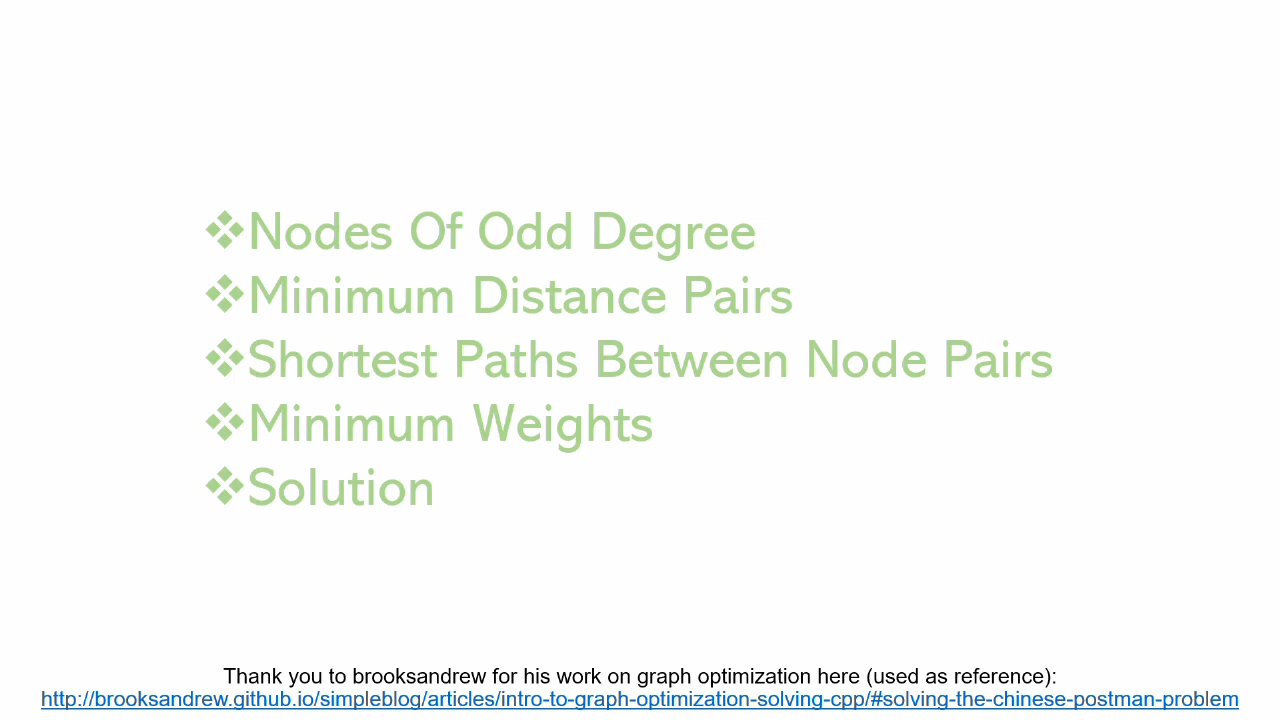 ❖Nodes Of Odd Degree
❖Minimum Distance Pairs
❖Shortest Paths Between Node Pairs
❖Minimum Weights
❖Solution
Thank you to brooksandrew for his work on graph optimization here (used as reference):
http://brooksandrew.github.io/simpleblog/articles/intro-to-graph-optimization-solving-cpp/#solving-the-chinese-postman-problem